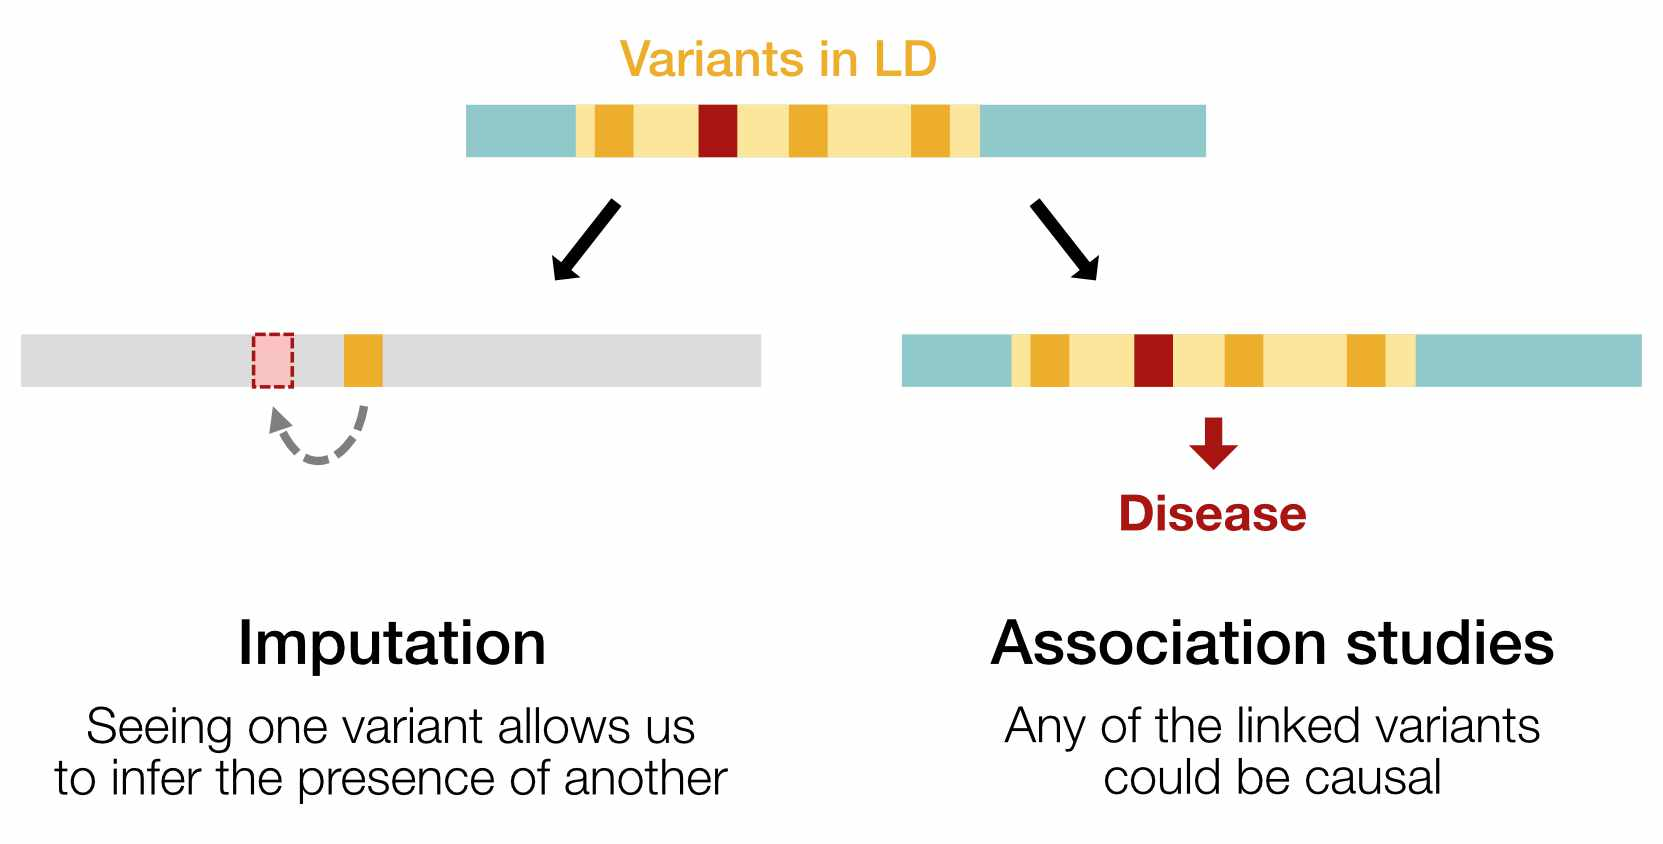 Variants in LD
Disease
Imputation
Seeing one variant allows us
to infer the presence of another
Association studies
Any of the linked variants
could be causal